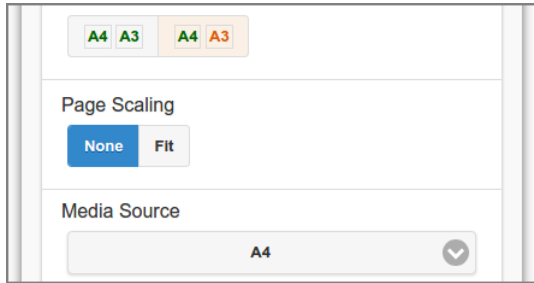 A4 A3 A4 A3
Page Scaling
None Fit
Media Source
A4